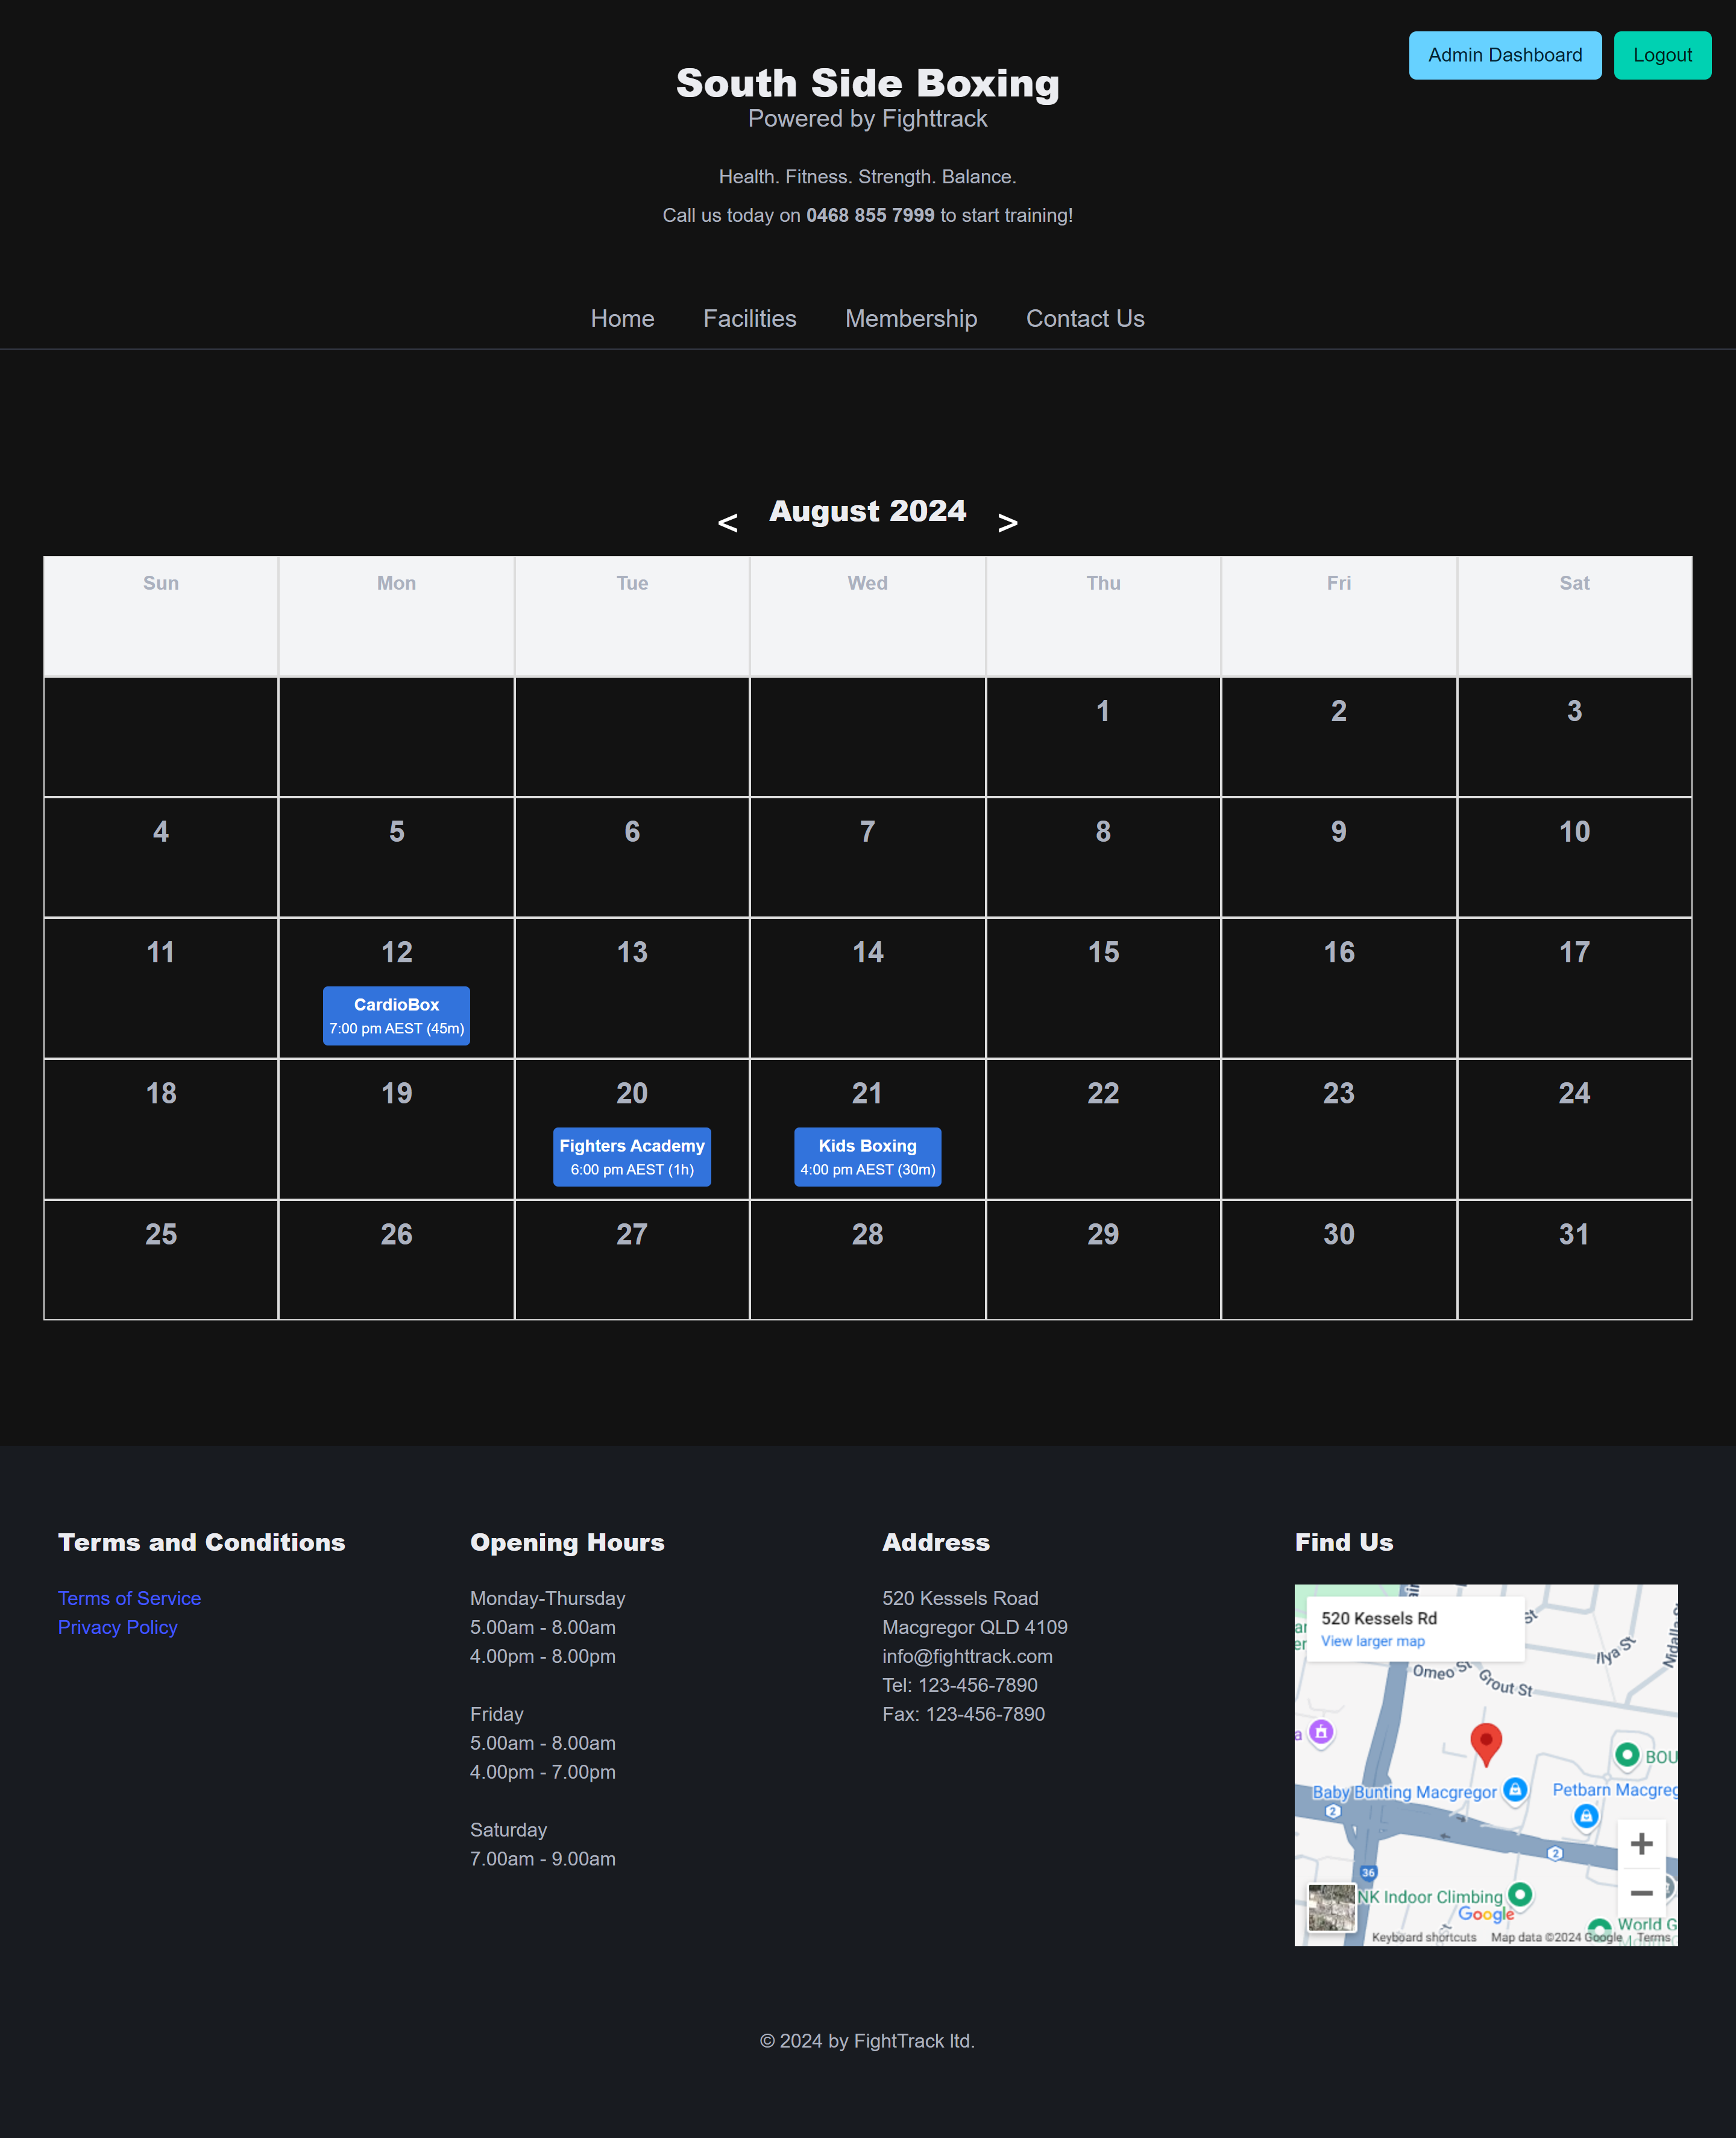 Admin Dashboard
Logout
South Side Boxing
Powered by Fighttrack
Health. Fitness. Strength. Balance.
Call us today on 0468 855 7999 to start training!
Home
Facilities
Membership
Contact Us
< August 2024 >
Sun Mon Tue Wed Thu Fri Sat
1 2 3
4 5 6 7 8 9 10
11 12 13 14 15 16 17
CardioBox
7:00 pm AEST (45m)
18 19 20 21 22 23 24
Fighters Academy
6:00 pm AEST (1h)
Kids Boxing
4:00 pm AEST (30m)
25 26 27 28 29 30 31
Terms and Conditions
Terms of Service
Privacy Policy
Opening Hours
Monday-Thursday
5.00am - 8.00am
4.00pm - 8.00pm
Friday
5.00am - 8.00am
4.00pm - 7.00pm
Saturday
7.00am - 9.00am
Address
520 Kessels Road
Macgregor QLD 4109
info@fighttrack.com
Tel: 123-456-7890
Fax: 123-456-7890
Find Us
520 Kessels Rd
View larger map
St
Ilya St
Omeo St
Grout St
BOU
Baby Bunting Macgregor
Petbarn Macgreg
2
2
36
NK Indoor Climbing
Google
World G
Keyboard shortcuts
Map data ©2024 Google
Terms
© 2024 by FightTrack ltd.